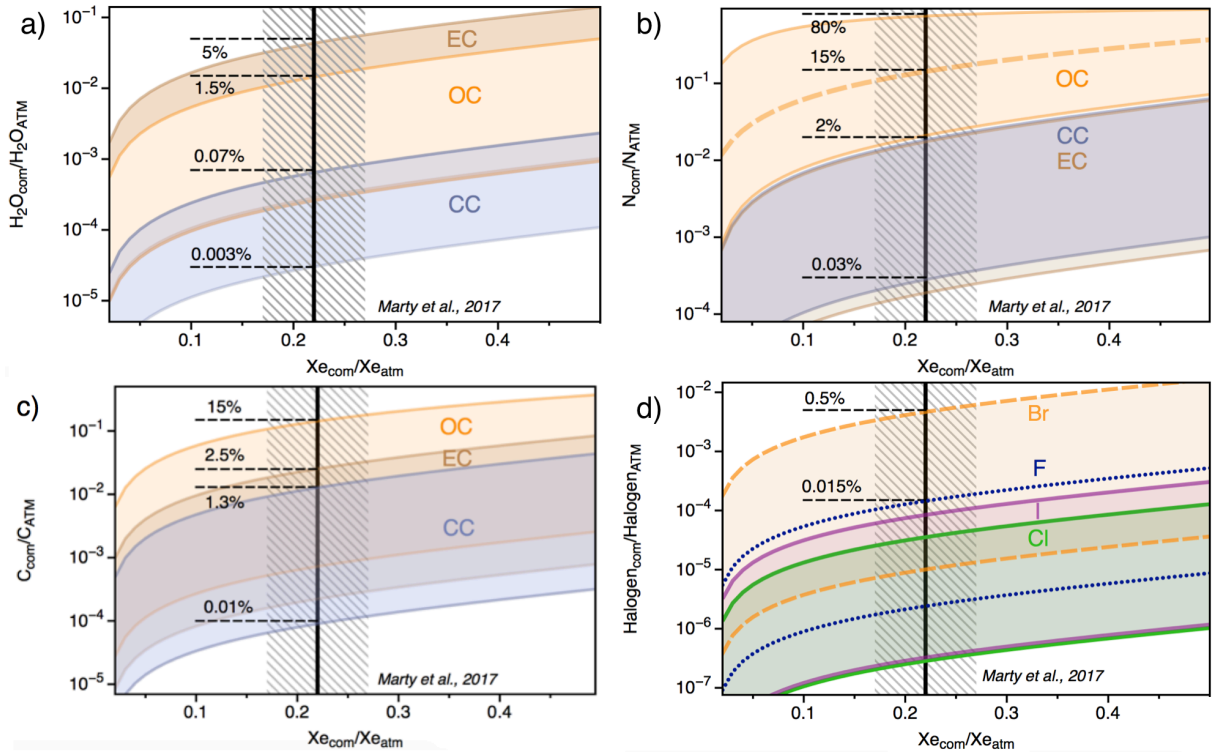 a)
10⁻¹
10⁻²
10⁻³
10⁻⁴
10⁻⁵
H₂O_com/H₂O_ATM
5%
1.5%
0.07%
0.003%
EC
OC
CC
Marty et al., 2017
0.1 0.2 0.3 0.4
Xe_com/Xe_atm
b)
10⁻¹
10⁻²
10⁻³
10⁻⁴
N_com/N_ATM
80%
15%
2%
0.03%
OC
CC
EC
Marty et al., 2017
0.1 0.2 0.3 0.4
Xe_com/Xe_atm
c)
10⁻¹
10⁻²
10⁻³
10⁻⁴
10⁻⁵
C_com/C_ATM
15%
2.5%
1.3%
0.01%
OC
EC
CC
Marty et al., 2017
0.1 0.2 0.3 0.4
Xe_com/Xe_atm
d)
10⁻²
10⁻³
10⁻⁴
10⁻⁵
10⁻⁶
10⁻⁷
Halogen_com/Halogen_ATM
0.5%
0.015%
Br
F
I
Cl
Marty et al., 2017
0.1 0.2 0.3 0.4
Xe_com/Xe_atm